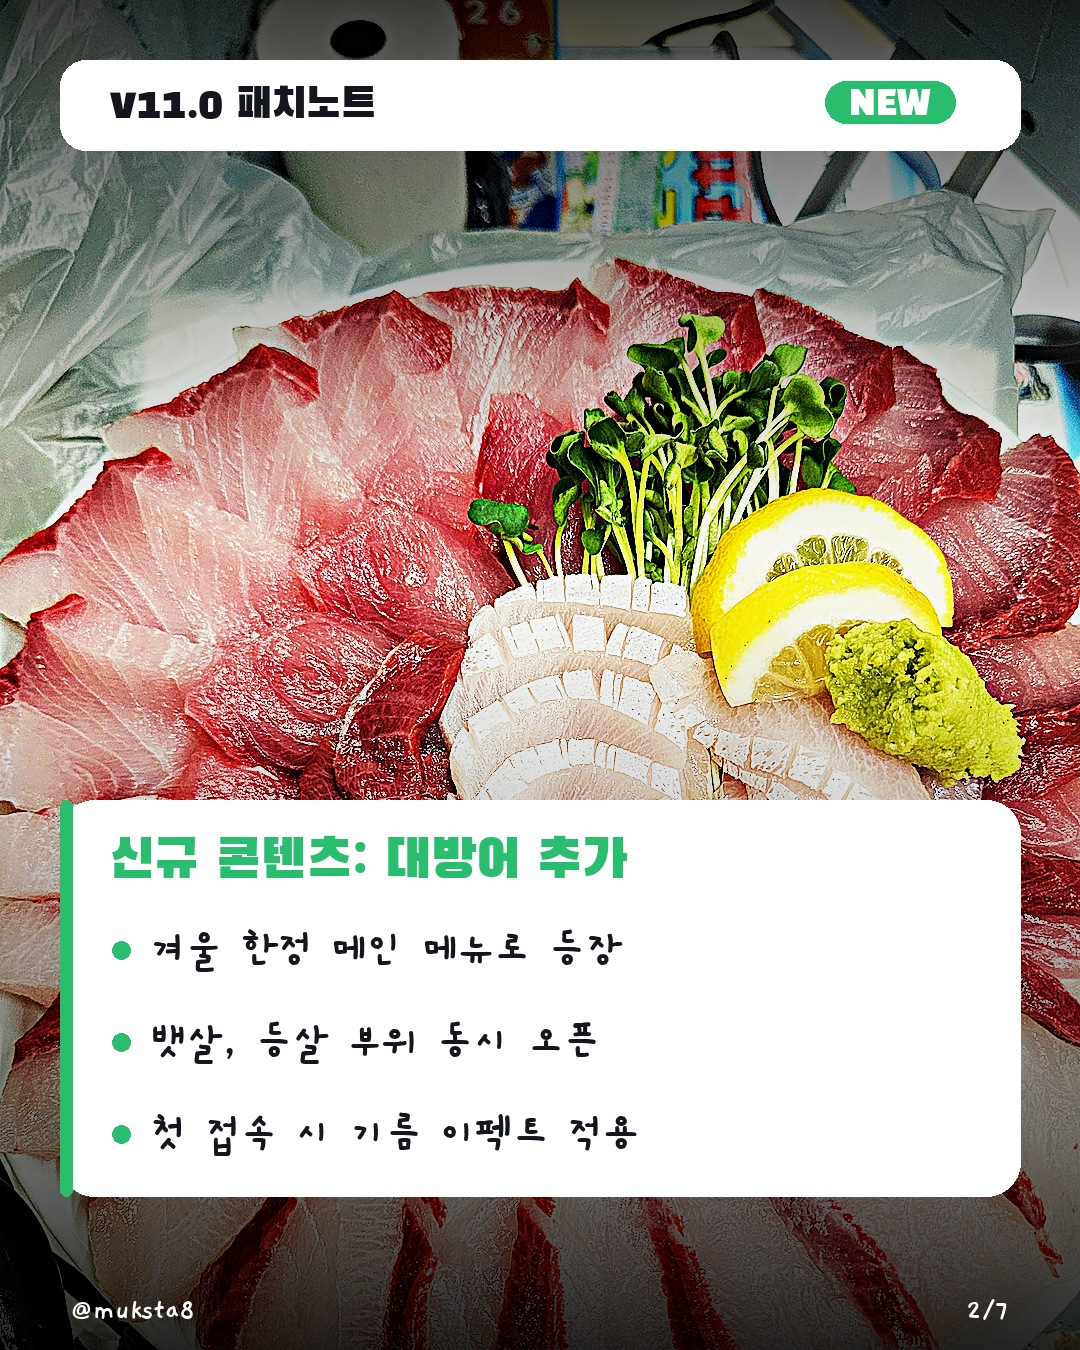 26
V11.0 패치노트
NEW
신규 콘텐츠: 대방어 추가
겨울 한정 메인 메뉴로 등장
뱃살, 등살 부위 동시 오픈
첫 접속 시 기름 이펙트 적용
@muksta8
2/7